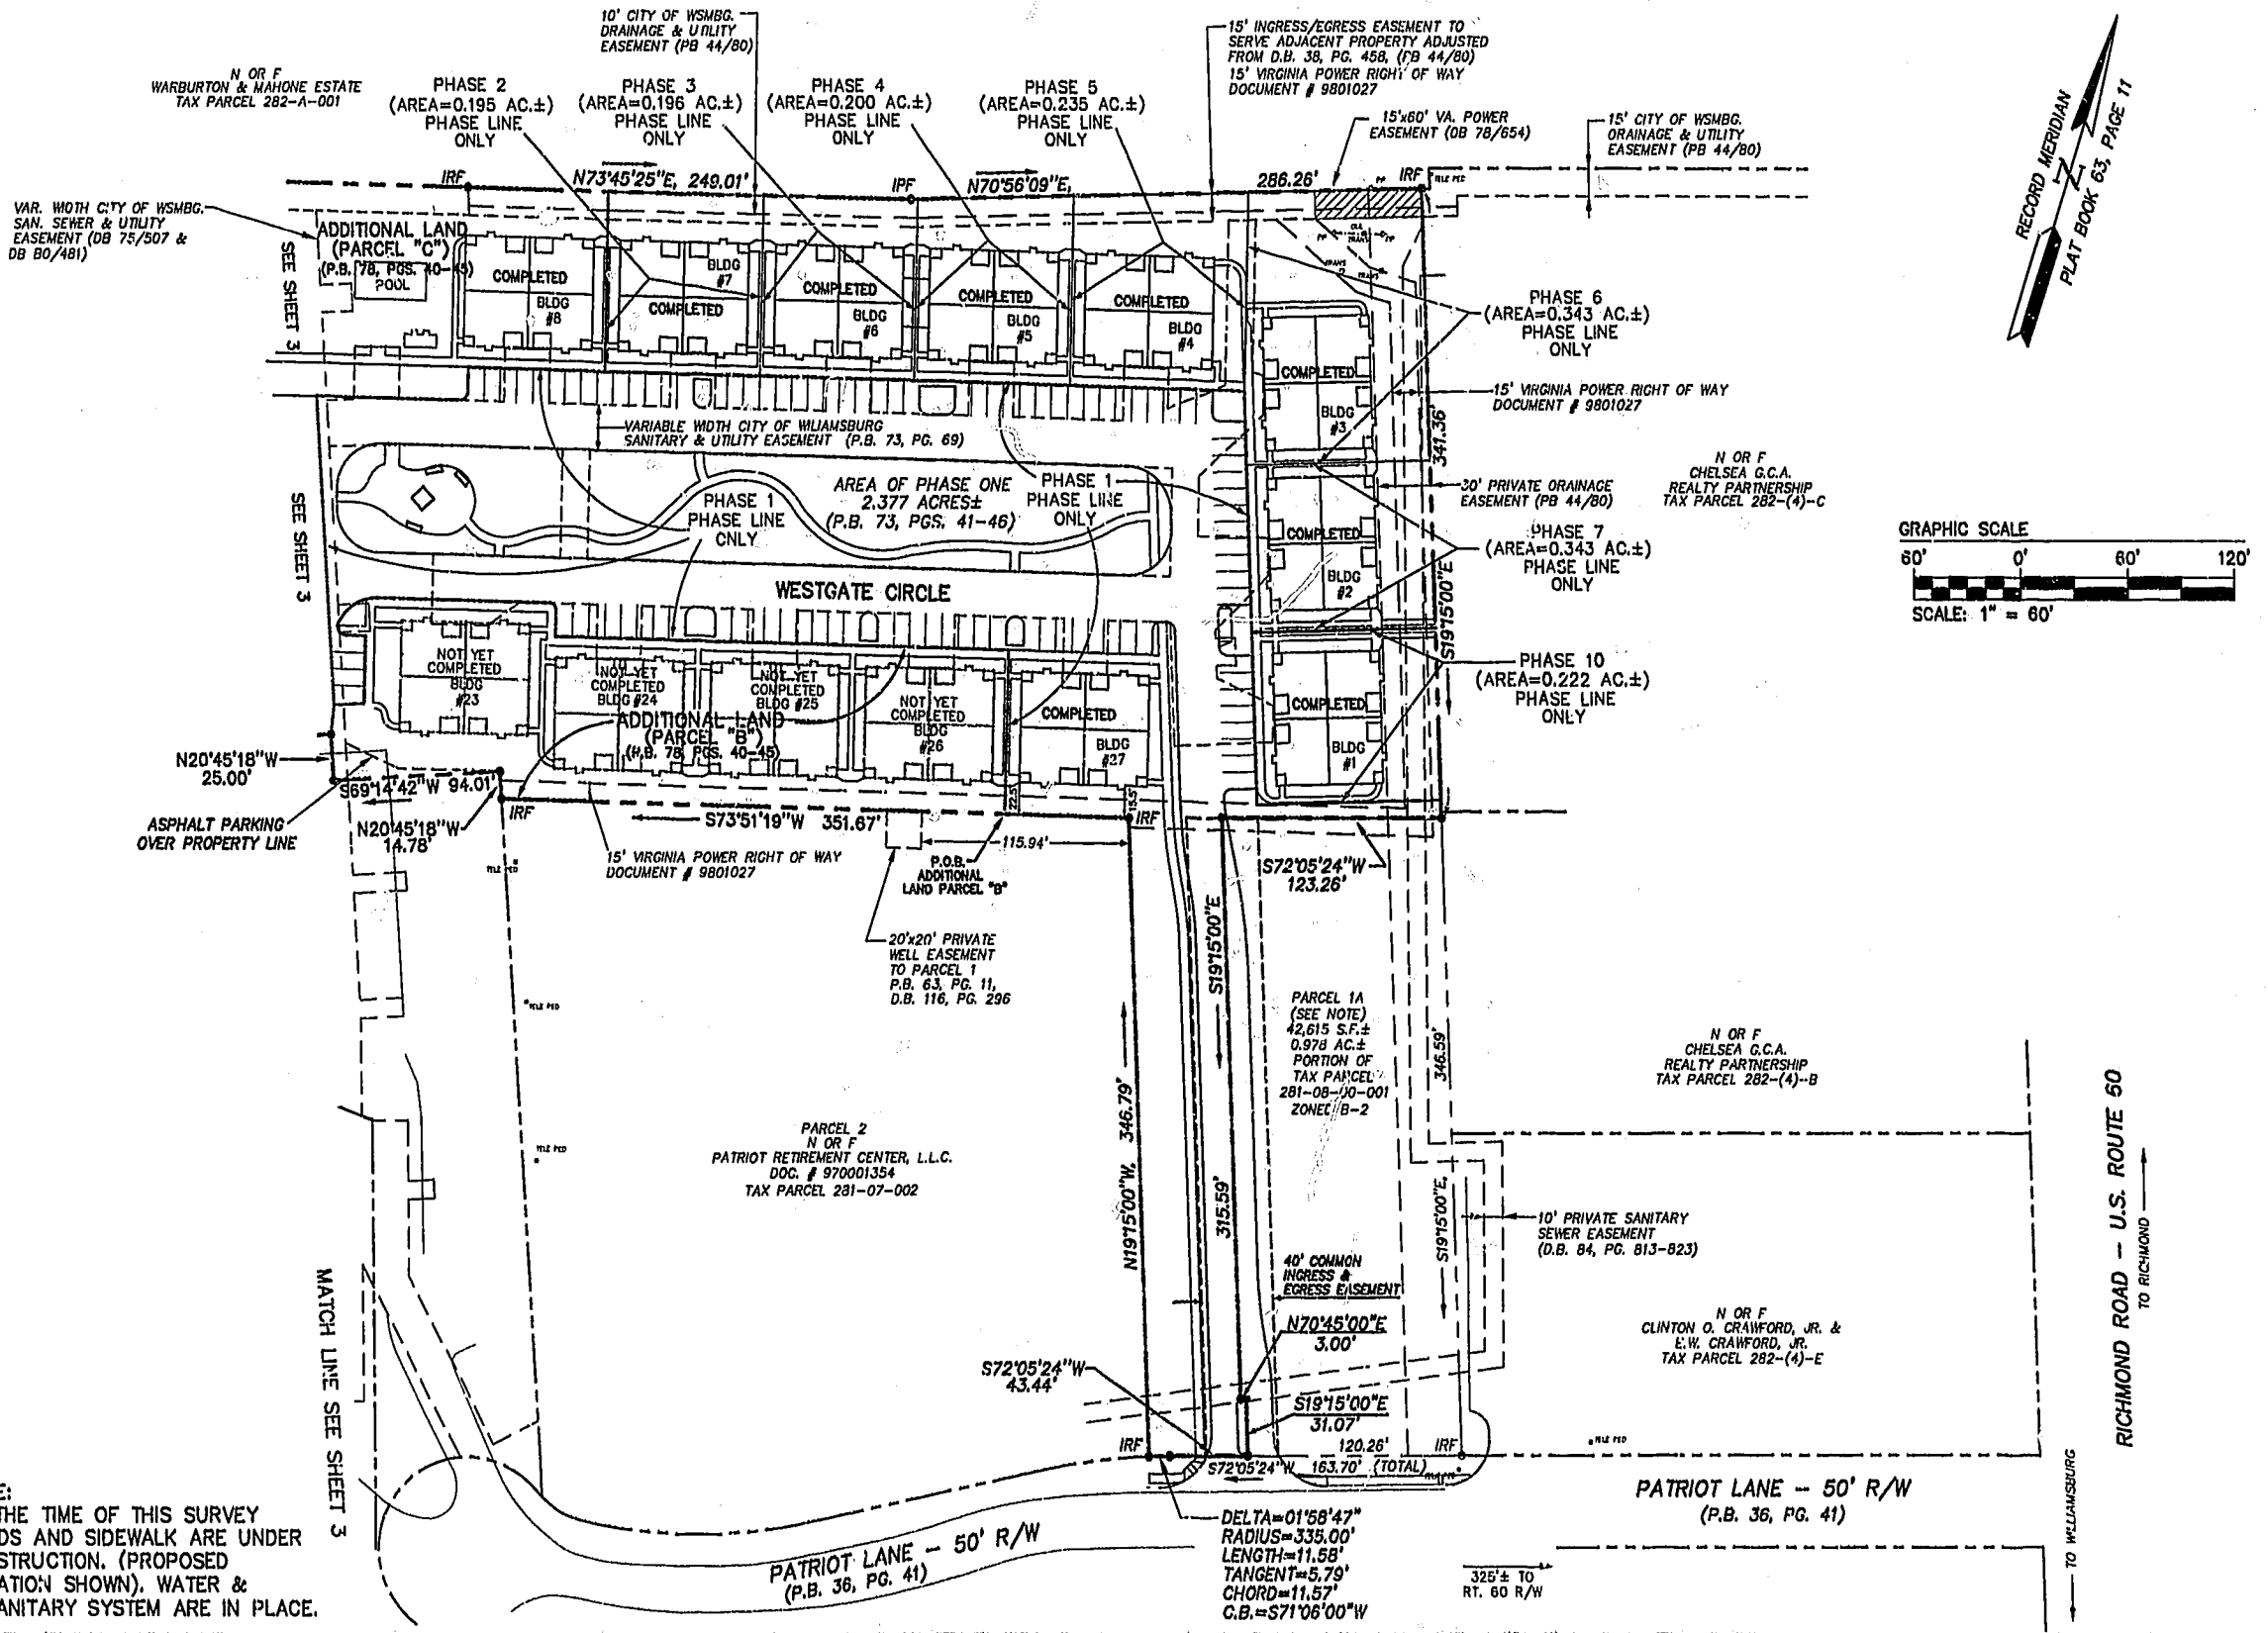 10' CITY OF WSMBG.
DRAINAGE & UTILITY
EASEMENT (PB 44/80)
15' INGRESS/EGRESS EASEMENT TO
SERVE ADJACENT PROPERTY ADJUSTED
FROM D.B. 38, PG. 458, (PB 44/80)
15' VIRGINIA POWER RIGHT OF WAY
DOCUMENT # 9801027
N OR F
WARBURTON & MAHONE ESTATE
TAX PARCEL 282-A-001
PHASE 2
(AREA=0.195 AC.±)
PHASE LINE
ONLY
PHASE 3
(AREA=0.196 AC.±)
PHASE LINE
ONLY
PHASE 4
(AREA=0.200 AC.±)
PHASE LINE
ONLY
PHASE 5
(AREA=0.235 AC.±)
PHASE LINE
ONLY
15'x60' VA. POWER
EASEMENT (DB 78/654)
15' CITY OF WSMBG.
DRAINAGE & UTILITY
EASEMENT (PB 44/80)
RECORD MERIDIAN
N
PLAT BOOK 63, PAGE 11
IRF
N73°45'25"E, 249.01'
IPF
N70°56'09"E,
286.26'
IRF
TELE PED
VAR. WIDTH CITY OF WSMBG.
SAN. SEWER & UTILITY
EASEMENT (DB 75/507 &
DB 80/481)
SEE SHEET 3
ADDITIONAL LAND
(PARCEL "C")
(P.B. 78, PGS. 40-45)
POOL
COMPLETED
BLDG
#8
BLDG
#7
COMPLETED
COMPLETED
BLDG
#6
COMPLETED
BLDG
#5
COMPLETED
BLDG
#4
PHASE 6
(AREA=0.343 AC.±)
PHASE LINE
ONLY
COMPLETED
BLDG
#3
15' VIRGINIA POWER RIGHT OF WAY
DOCUMENT # 9801027
341.36'
VARIABLE WIDTH CITY OF WILIAMSBURG
SANITARY & UTILITY EASEMENT (P.B. 73, PG. 69)
N OR F
CHELSEA G.C.A.
REALTY PARTNERSHIP
TAX PARCEL 282-(4)-C
SEE SHEET 3
AREA OF PHASE ONE
2.377 ACRES±
(P.B. 73, PGS. 41-46)
PHASE 1
PHASE LINE
ONLY
PHASE 1
PHASE LINE
ONLY
30' PRIVATE DRAINAGE
EASEMENT (PB 44/80)
COMPLETED
BLDG
#2
PHASE 7
(AREA=0.343 AC.±)
PHASE LINE
ONLY
S19°15'00"E
GRAPHIC SCALE
60' 0' 60' 120'
SCALE: 1" = 60'
WESTGATE CIRCLE
NOT YET
COMPLETED
BLDG
#23
NOT YET
COMPLETED
BLDG #24
NOT YET
COMPLETED
BLDG #25
NOT YET
COMPLETED
BLDG
#26
COMPLETED
BLDG
#27
COMPLETED
BLDG
#1
PHASE 10
(AREA=0.222 AC.±)
PHASE LINE
ONLY
ADDITIONAL LAND
(PARCEL "B")
(P.B. 78, PGS. 40-45)
N20°45'18"W
25.00'
S69°14'42"W 94.01'
ASPHALT PARKING
OVER PROPERTY LINE
N20°45'18"W
14.78'
IRF
S73°51'19"W 351.67'
22.5'
15.5'
IRF
115.94'
15' VIRGINIA POWER RIGHT OF WAY
DOCUMENT # 9801027
P.O.B.
ADDITIONAL
LAND PARCEL "B"
S72°05'24"W
123.26'
TELE PED
20'x20' PRIVATE
WELL EASEMENT
TO PARCEL 1
P.B. 63, PG. 11,
D.B. 116, PG. 296
TELE PED
S19°15'00"E
315.59'
N19°15'00"W, 346.79'
PARCEL 1A
(SEE NOTE)
42,615 S.F.±
0.978 AC.±
PORTION OF
TAX PARCEL
281-08-00-001
ZONED B-2
346.59'
S19°15'00"E,
N OR F
CHELSEA G.C.A.
REALTY PARTNERSHIP
TAX PARCEL 282-(4)-B
PARCEL 2
N OR F
PATRIOT RETIREMENT CENTER, L.L.C.
DOC. # 970001354
TAX PARCEL 281-07-002
TELE PED
RICHMOND ROAD - U.S. ROUTE 60
TO RICHMOND
TO WILLIAMSBURG
10' PRIVATE SANITARY
SEWER EASEMENT
(D.B. 84, PG. 813-823)
40' COMMON
INGRESS &
EGRESS EASEMENT
N OR F
CLINTON O. CRAWFORD, JR. &
E.W. CRAWFORD, JR.
TAX PARCEL 282-(4)-E
N70°45'00"E
3.00'
S72°05'24"W
43.44'
S19°15'00"E
31.07'
MATCH LINE SEE SHEET 3
IRF
120.26'
IRF
TELE PED
S72°05'24"W
163.70' (TOTAL)
PATRIOT LANE - 50' R/W
(P.B. 36, PG. 41)
PATRIOT LANE - 50' R/W
(P.B. 36, PG. 41)
DELTA=01°58'47"
RADIUS=335.00'
LENGTH=11.58'
TANGENT=5.79'
CHORD=11.57'
C.B.=S71°06'00"W
325'± TO
RT. 60 R/W
E:
THE TIME OF THIS SURVEY
DS AND SIDEWALK ARE UNDER
STRUCTION. (PROPOSED
ATION SHOWN). WATER &
ANITARY SYSTEM ARE IN PLACE.